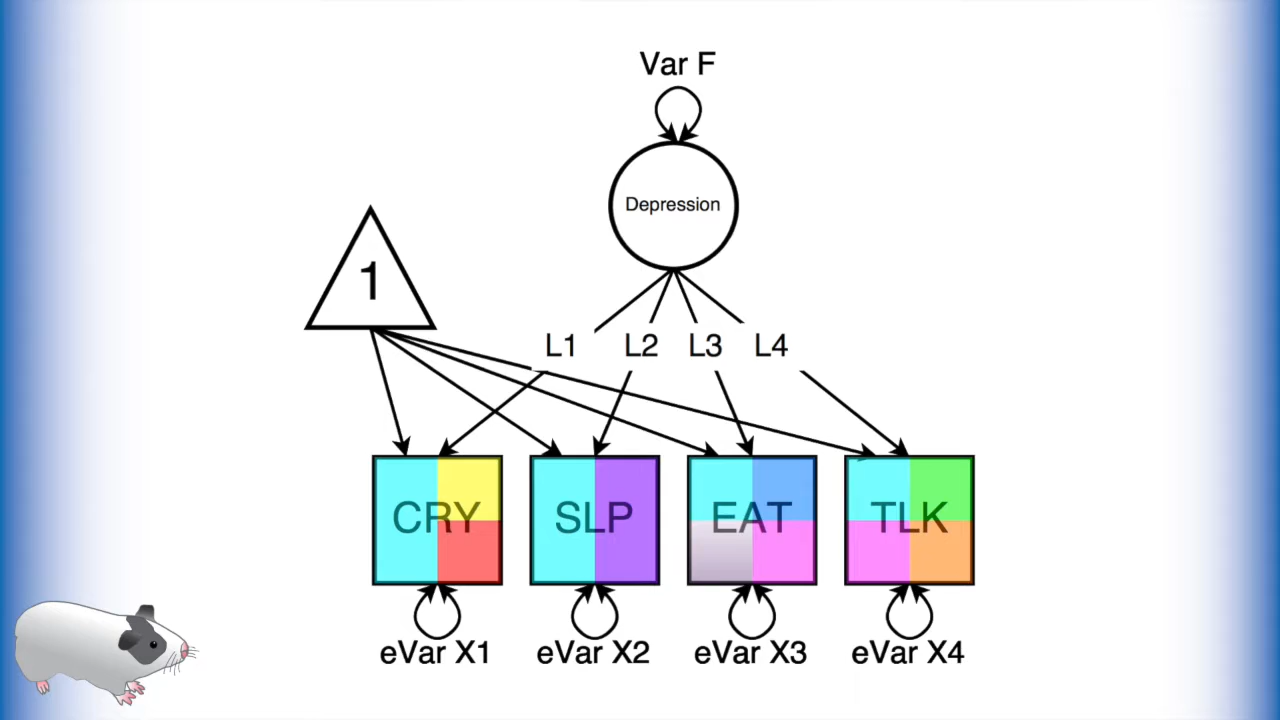 Var F
Depression
1
L1 L2 L3 L4
CRY SLP EAT TLK
eVar X1 eVar X2 eVar X3 eVar X4